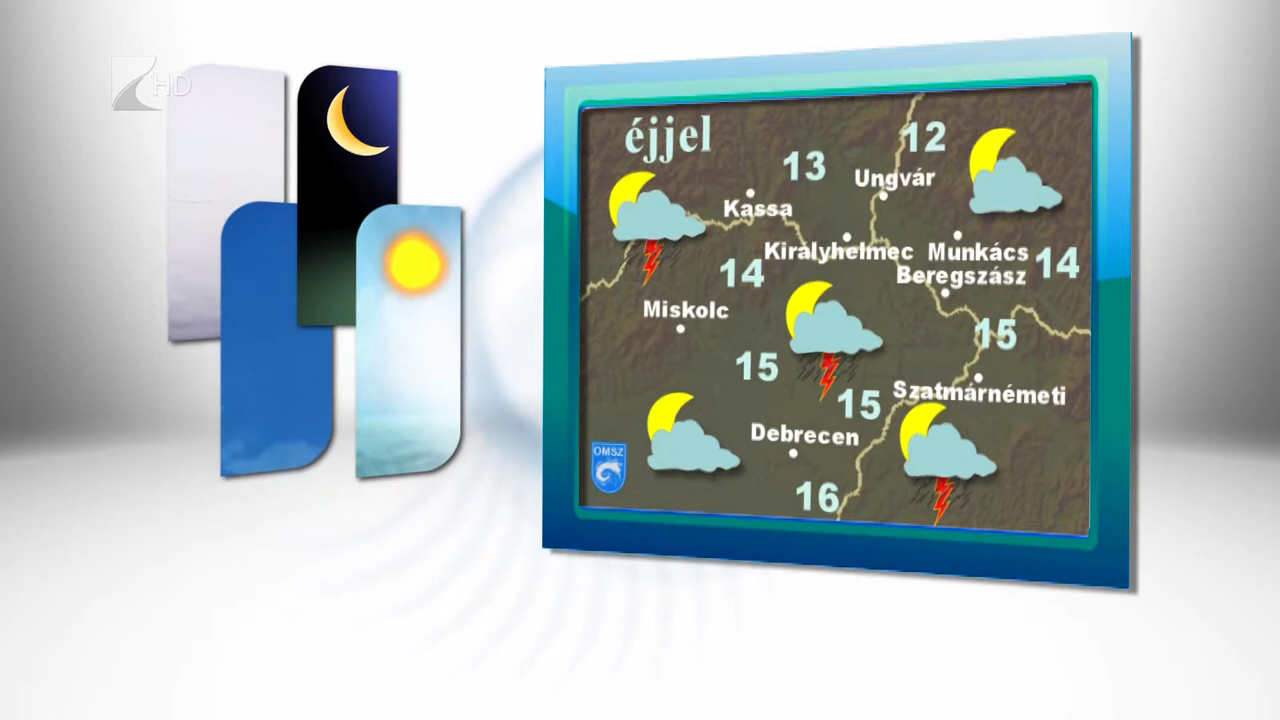 HD
éjjel
12
13
Ungvár
Kassa
Királyhelmec
Munkács
14
14
Beregszász
Miskolc
15
15
Szatmárnémeti
15
Debrecen
OMSZ
16